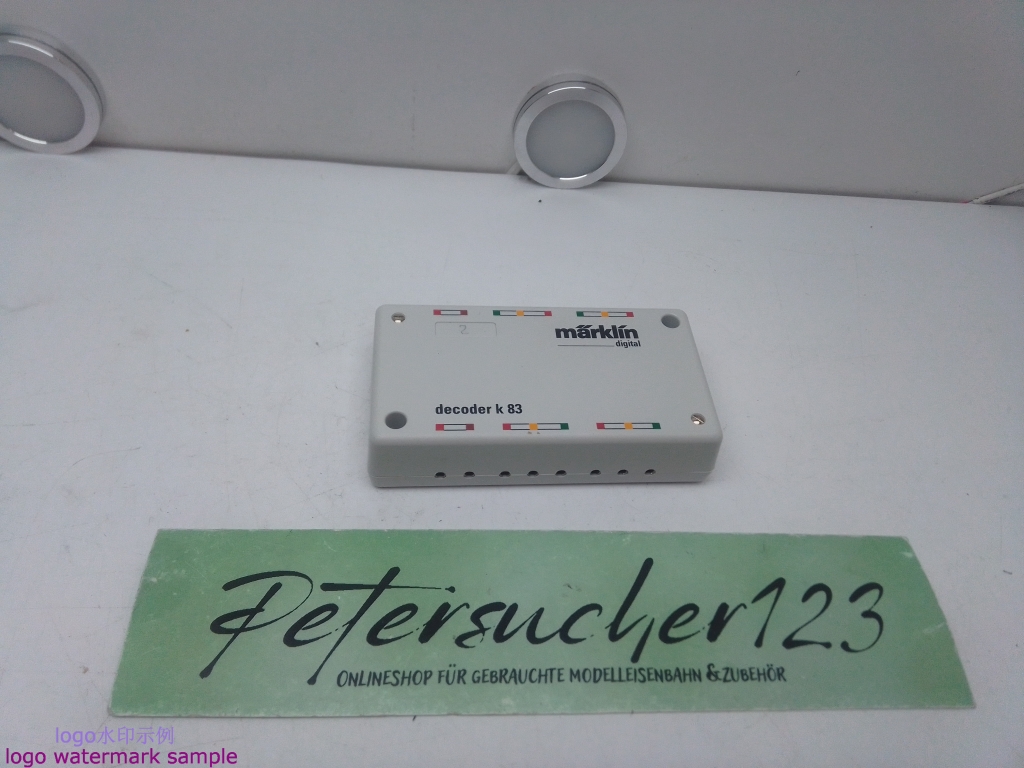 2
märklin
digital
decoder k 83
Petersucher123
ONLINESHOP FÜR GEBRAUCHTE MODELLEISENBAHN & ZUBEHÖR
logo水印示例
logo watermark sample